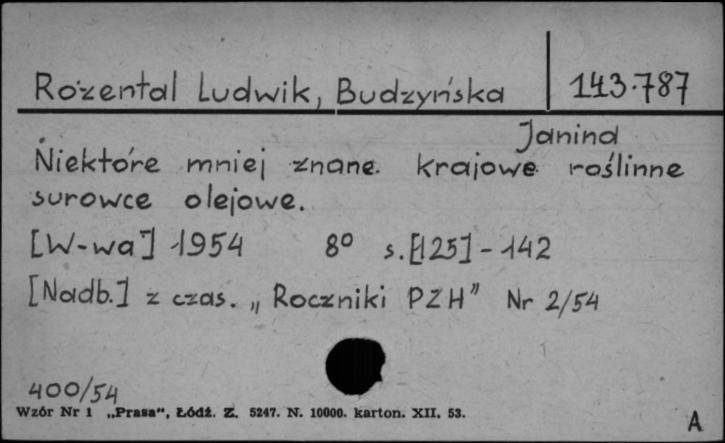 Rozental Ludwik, Budzyńska 143.787
Janina
Niektóre mniej znane krajowe roślinne
surowce olejowe.
[W-wa] 1954 8° s. [125] - 142
[Nadb.] z czas. „Roczniki PZH" Nr 2/54
400/54
Wzór Nr 1 „Prasa“, Łódź. Z. 5247. N. 10000. karton. XII. 53.
A